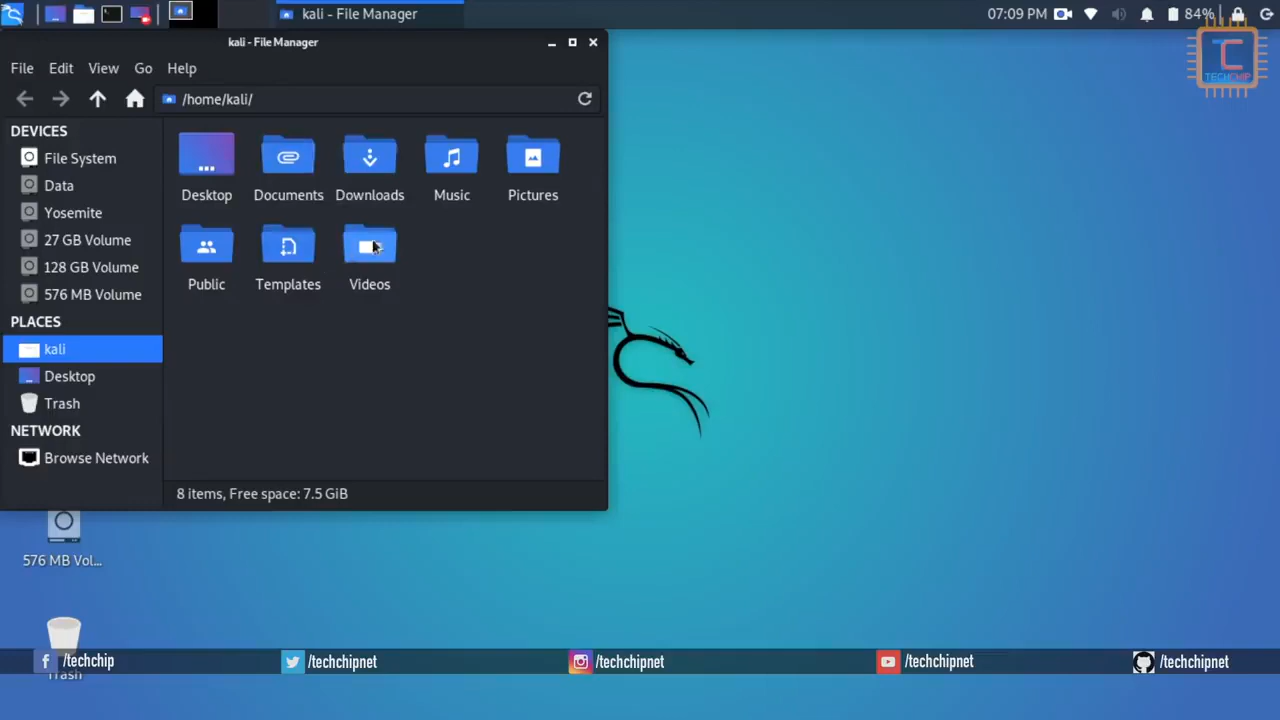 kali - File Manager
07:09 PM
84%
kali - File Manager
File Edit View Go Help
/home/kali/
DEVICES
File System
Data
Yosemite
27 GB Volume
128 GB Volume
576 MB Volume
PLACES
kali
Desktop
Trash
NETWORK
Browse Network
Desktop Documents Downloads Music Pictures
Public Templates Videos
8 items, Free space: 7.5 GiB
TC
TECHCHIP
576 MB Vol...
Trash
/techchip /techchipnet /techchipnet /techchipnet /techchipnet